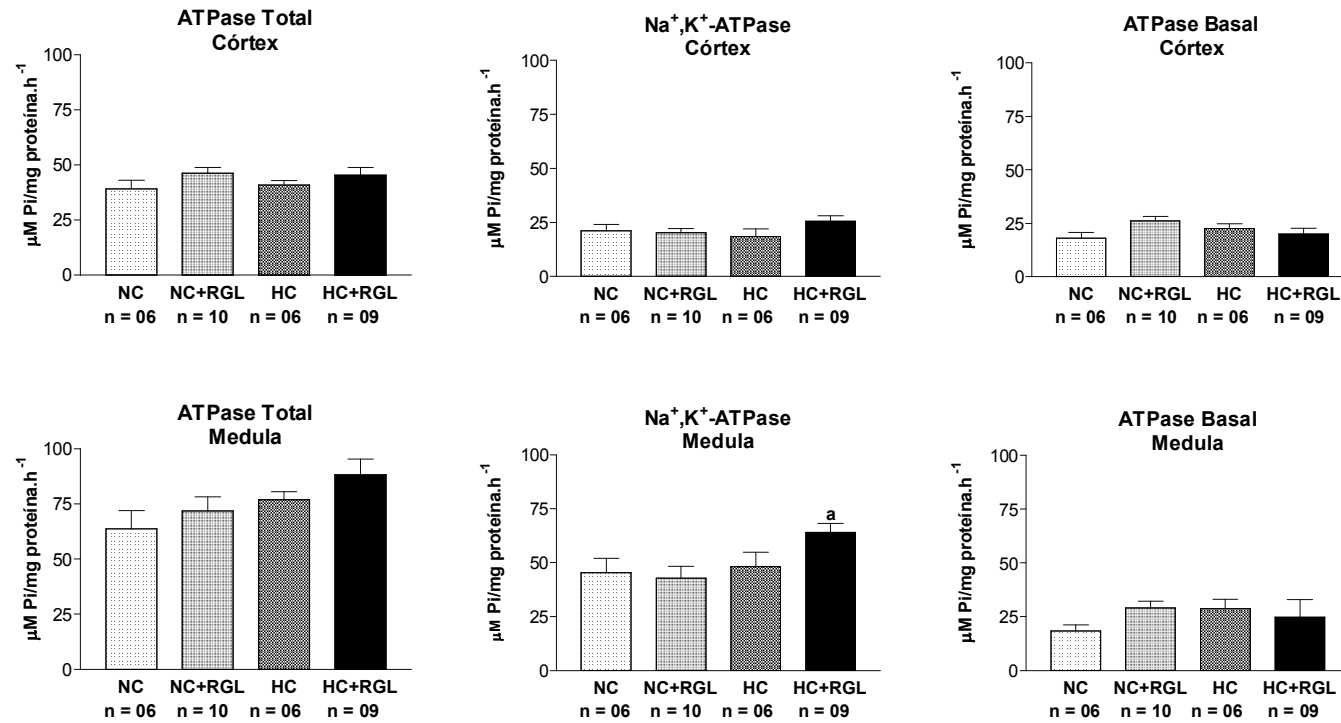 ATPase Total
Córtex
µM Pi/mg proteína.h⁻¹
100
75
50
25
0
NC NC+RGL HC HC+RGL
n = 06 n = 10 n = 06 n = 09
Na⁺,K⁺-ATPase
Córtex
µM Pi/mg proteína.h⁻¹
100
75
50
25
0
NC NC+RGL HC HC+RGL
n = 06 n = 10 n = 06 n = 09
ATPase Basal
Córtex
µM Pi/mg proteína.h⁻¹
100
75
50
25
0
NC NC+RGL HC HC+RGL
n = 06 n = 10 n = 06 n = 09
ATPase Total
Medula
µM Pi/mg proteína.h⁻¹
100
75
50
25
0
NC NC+RGL HC HC+RGL
n = 06 n = 10 n = 06 n = 09
Na⁺,K⁺-ATPase
Medula
µM Pi/mg proteína.h⁻¹
100
75
50
25
0
a
NC NC+RGL HC HC+RGL
n = 06 n = 10 n = 06 n = 09
ATPase Basal
Medula
µM Pi/mg proteína.h⁻¹
100
75
50
25
0
NC NC+RGL HC HC+RGL
n = 06 n = 10 n = 06 n = 09